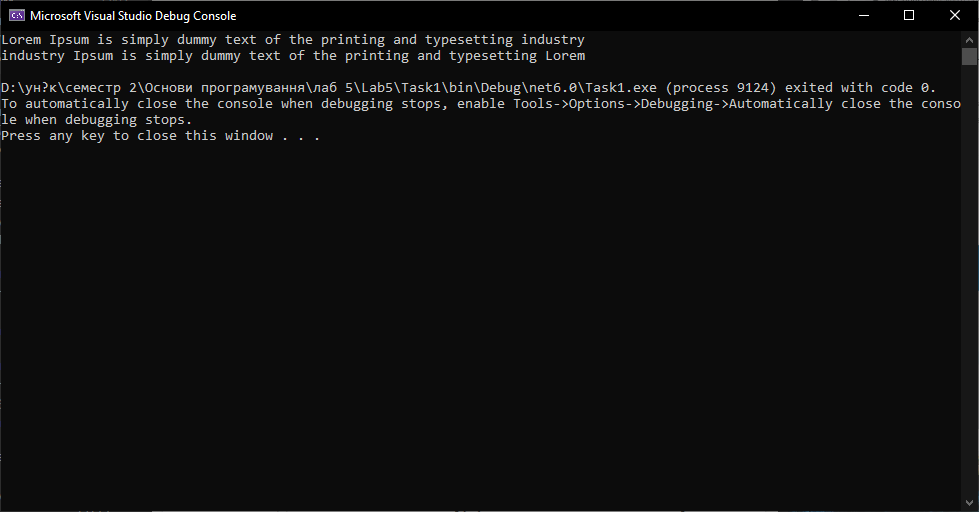 Microsoft Visual Studio Debug Console
Lorem Ipsum is simply dummy text of the printing and typesetting industry
industry Ipsum is simply dummy text of the printing and typesetting Lorem
D:\ун?к\семестр 2\Основи програмування\лаб 5\Lab5\Task1\bin\Debug\net6.0\Task1.exe (process 9124) exited with code 0.
To automatically close the console when debugging stops, enable Tools->Options->Debugging->Automatically close the conso
le when debugging stops.
Press any key to close this window . . .